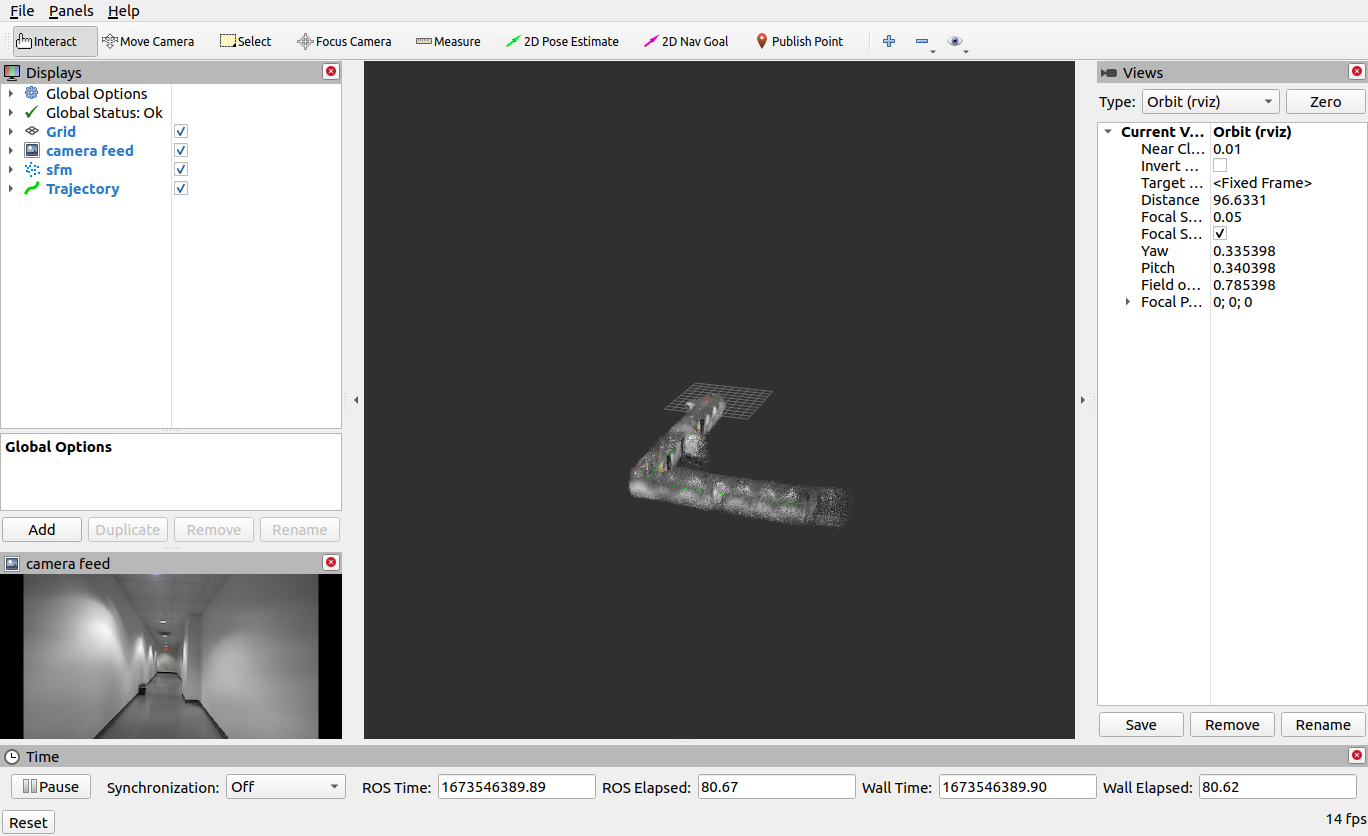 File Panels Help
Interact Move Camera Select Focus Camera Measure 2D Pose Estimate 2D Nav Goal Publish Point
Displays
Global Options
Global Status: Ok
Grid
camera feed
sfm
Trajectory
Global Options
Add Duplicate Remove Rename
camera feed
Views
Type: Orbit (rviz) Zero
Current V... Orbit (rviz)
Near Cl... 0.01
Invert ...
Target ... <Fixed Frame>
Distance 96.6331
Focal S... 0.05
Focal S...
Yaw 0.335398
Pitch 0.340398
Field o... 0.785398
Focal P... 0; 0; 0
Save Remove Rename
Time
Pause Synchronization: Off ROS Time: 1673546389.89 ROS Elapsed: 80.67 Wall Time: 1673546389.90 Wall Elapsed: 80.62
Reset 14 fps